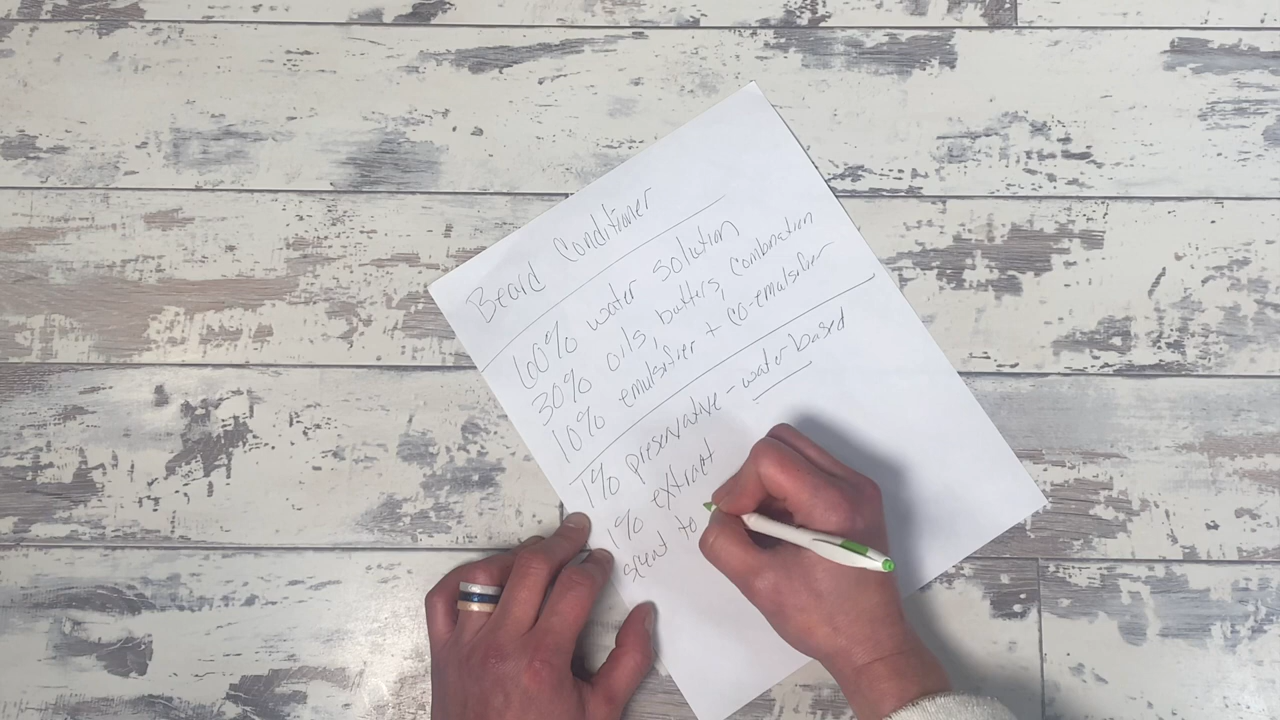 Beard Conditioner
60% water solution
30% oils, butters, combination
10% emulsifier + co-emulsifier
1% preservative - water based
1% extract
scent to